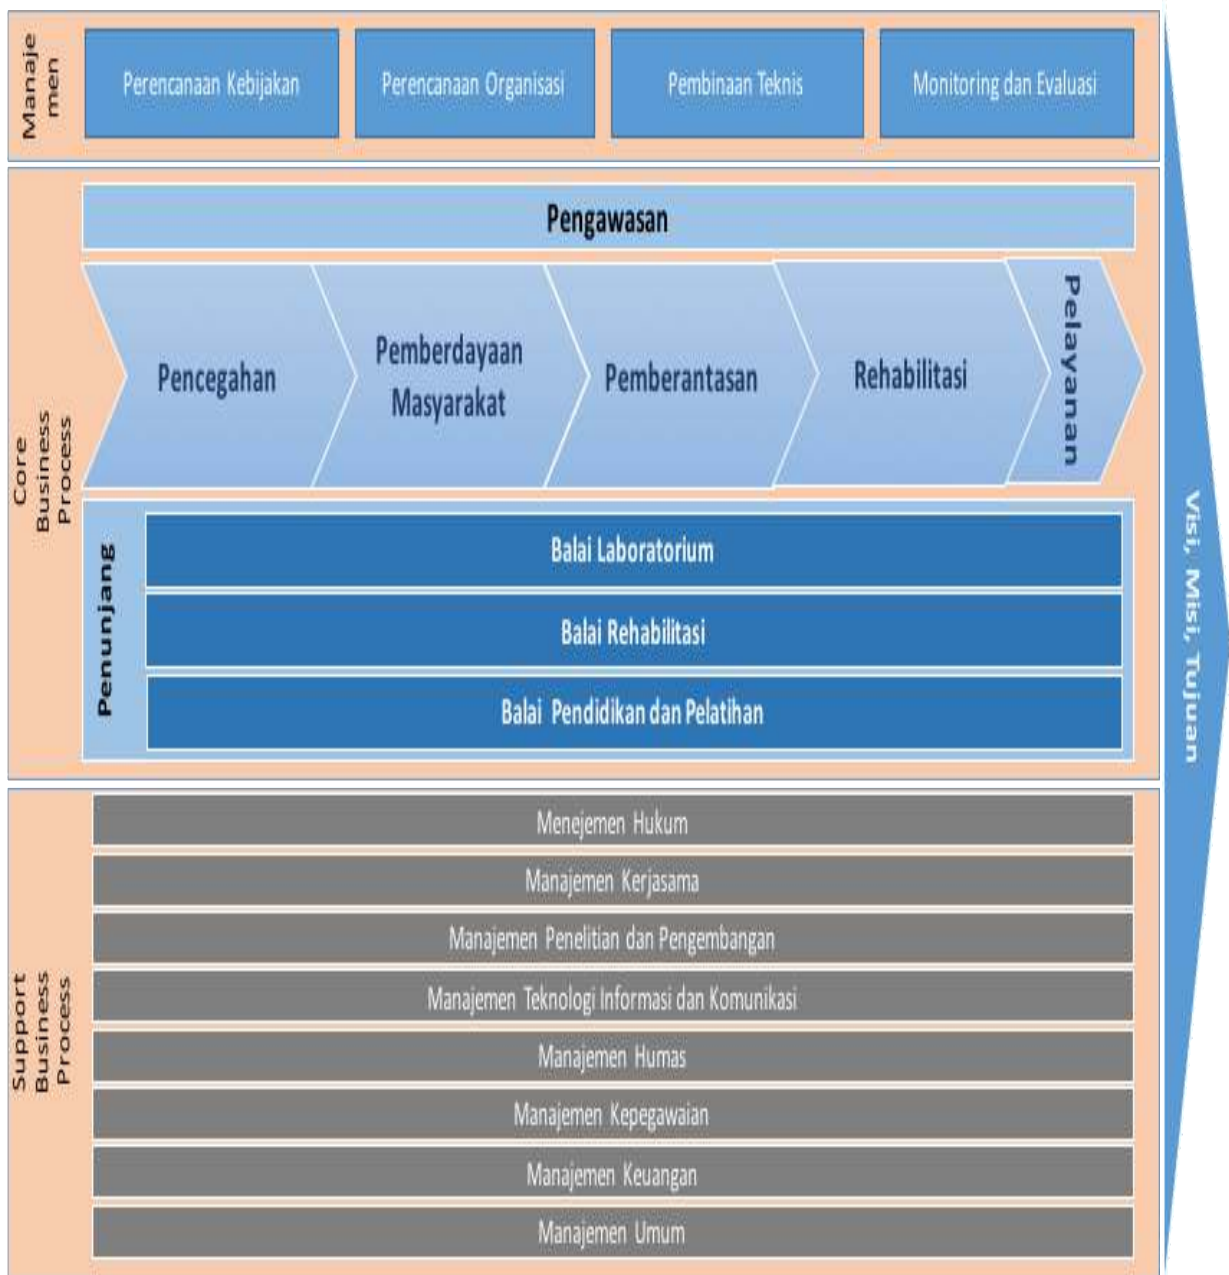 Manaje
men
Perencanaan Kebijakan
Perencanaan Organisasi
Pembinaan Teknis
Monitoring dan Evaluasi
Core
Business
Process
Pengawasan
Pencegahan
Pemberdayaan
Masyarakat
Pemberantasan
Rehabilitasi
Pelayanan
Penunjang
Balai Laboratorium
Balai Rehabilitasi
Balai Pendidikan dan Pelatihan
Support
Business
Process
Menejemen Hukum
Manajemen Kerjasama
Manajemen Penelitian dan Pengembangan
Manajemen Teknologi Informasi dan Komunikasi
Manajemen Humas
Manajemen Kepegawaian
Manajemen Keuangan
Manajemen Umum
Visi, Misi, Tujuan